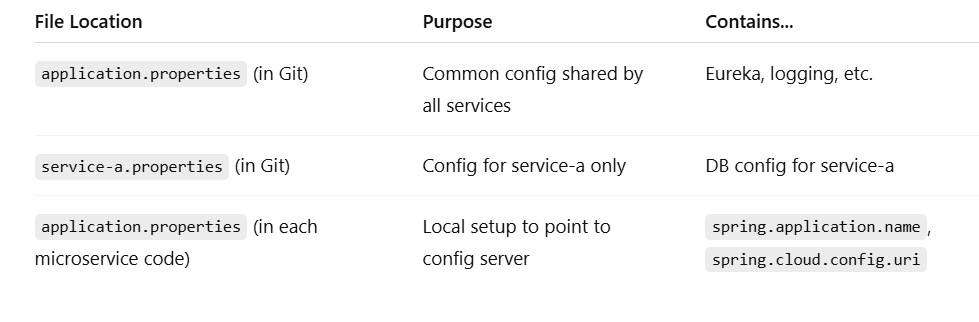 File Location Purpose Contains...
application.properties (in Git) Common config shared by Eureka, logging, etc.
all services
service-a.properties (in Git) Config for service-a only DB config for service-a
application.properties (in each Local setup to point to spring.application.name,
microservice code) config server spring.cloud.config.uri